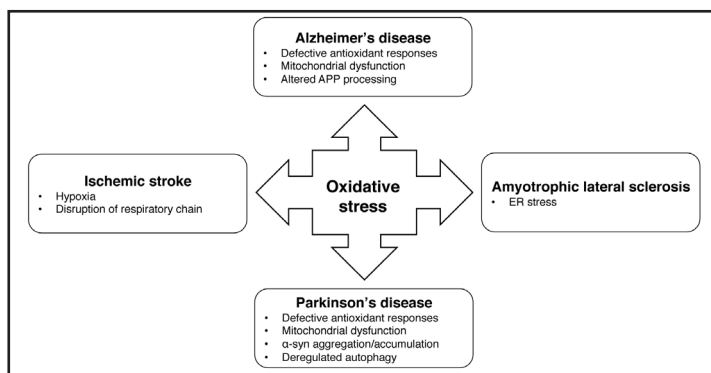 Alzheimer's disease
• Defective antioxidant responses
• Mitochondrial dysfunction
• Altered APP processing
Ischemic stroke
• Hypoxia
• Disruption of respiratory chain
Oxidative
stress
Amyotrophic lateral sclerosis
• ER stress
Parkinson's disease
• Defective antioxidant responses
• Mitochondrial dysfunction
• α-syn aggregation/accumulation
• Deregulated autophagy